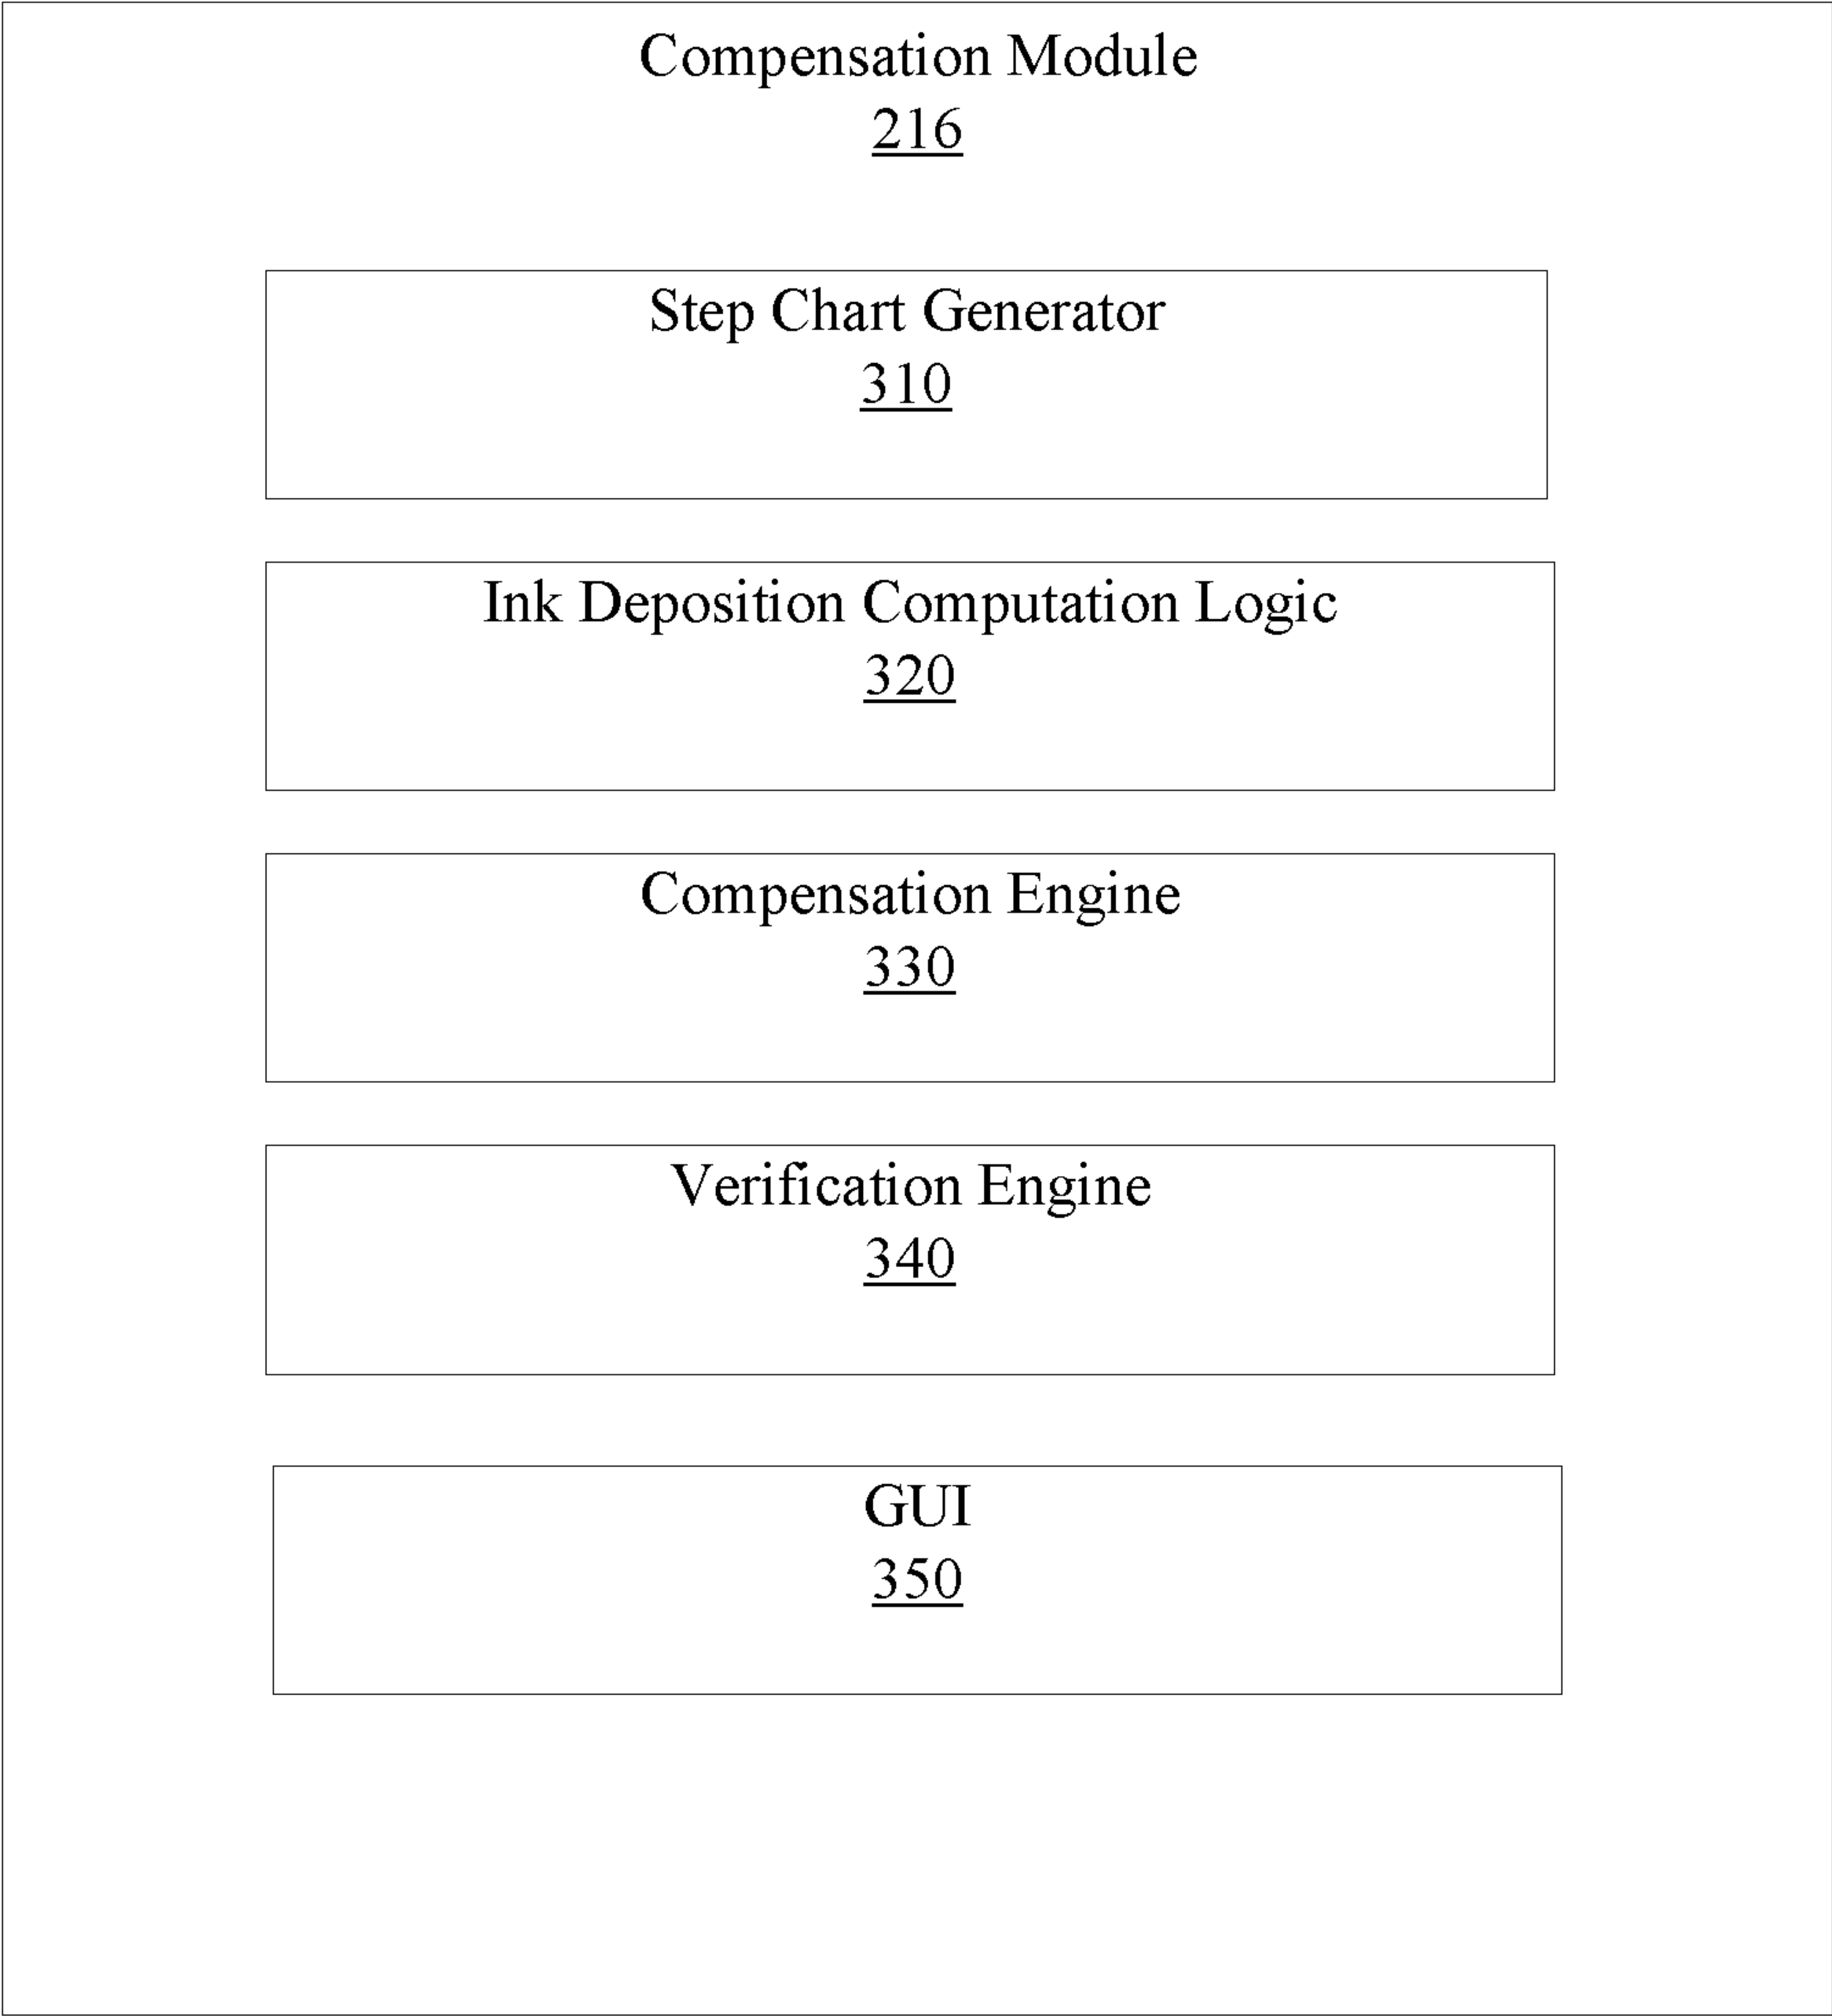 Compensation Module
216
Step Chart Generator
310
Ink Deposition Computation Logic
320
Compensation Engine
330
Verification Engine
340
GUI
350